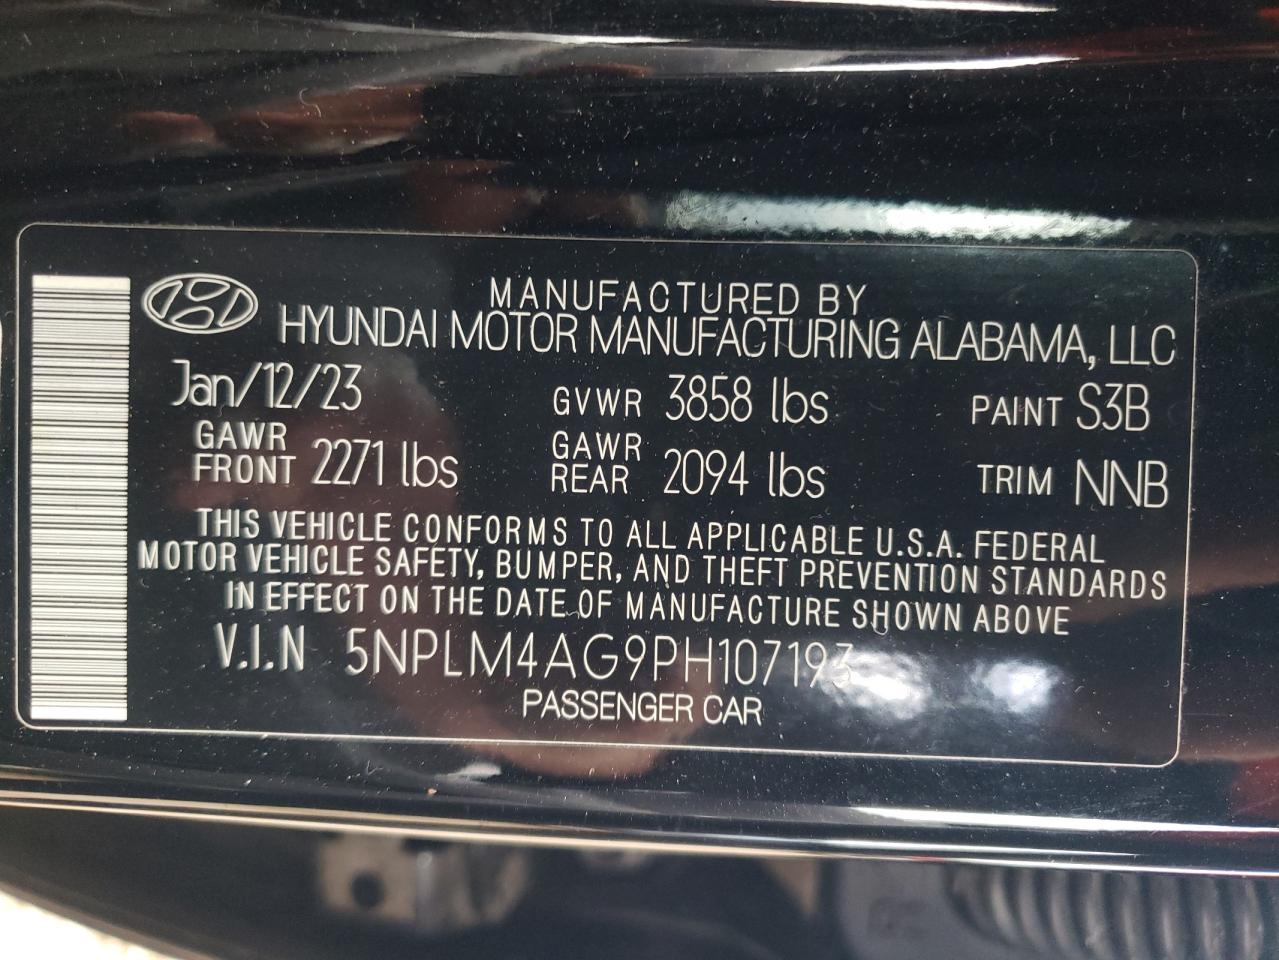 MANUFACTURED BY
HYUNDAI MOTOR MANUFACTURING ALABAMA, LLC
Jan/12/23 GVWR 3858 lbs PAINT S3B
GAWR FRONT 2271 lbs GAWR REAR 2094 lbs TRIM NNB
THIS VEHICLE CONFORMS TO ALL APPLICABLE U.S.A. FEDERAL
MOTOR VEHICLE SAFETY, BUMPER, AND THEFT PREVENTION STANDARDS
IN EFFECT ON THE DATE OF MANUFACTURE SHOWN ABOVE
V.I.N 5NPLM4AG9PH107193
PASSENGER CAR